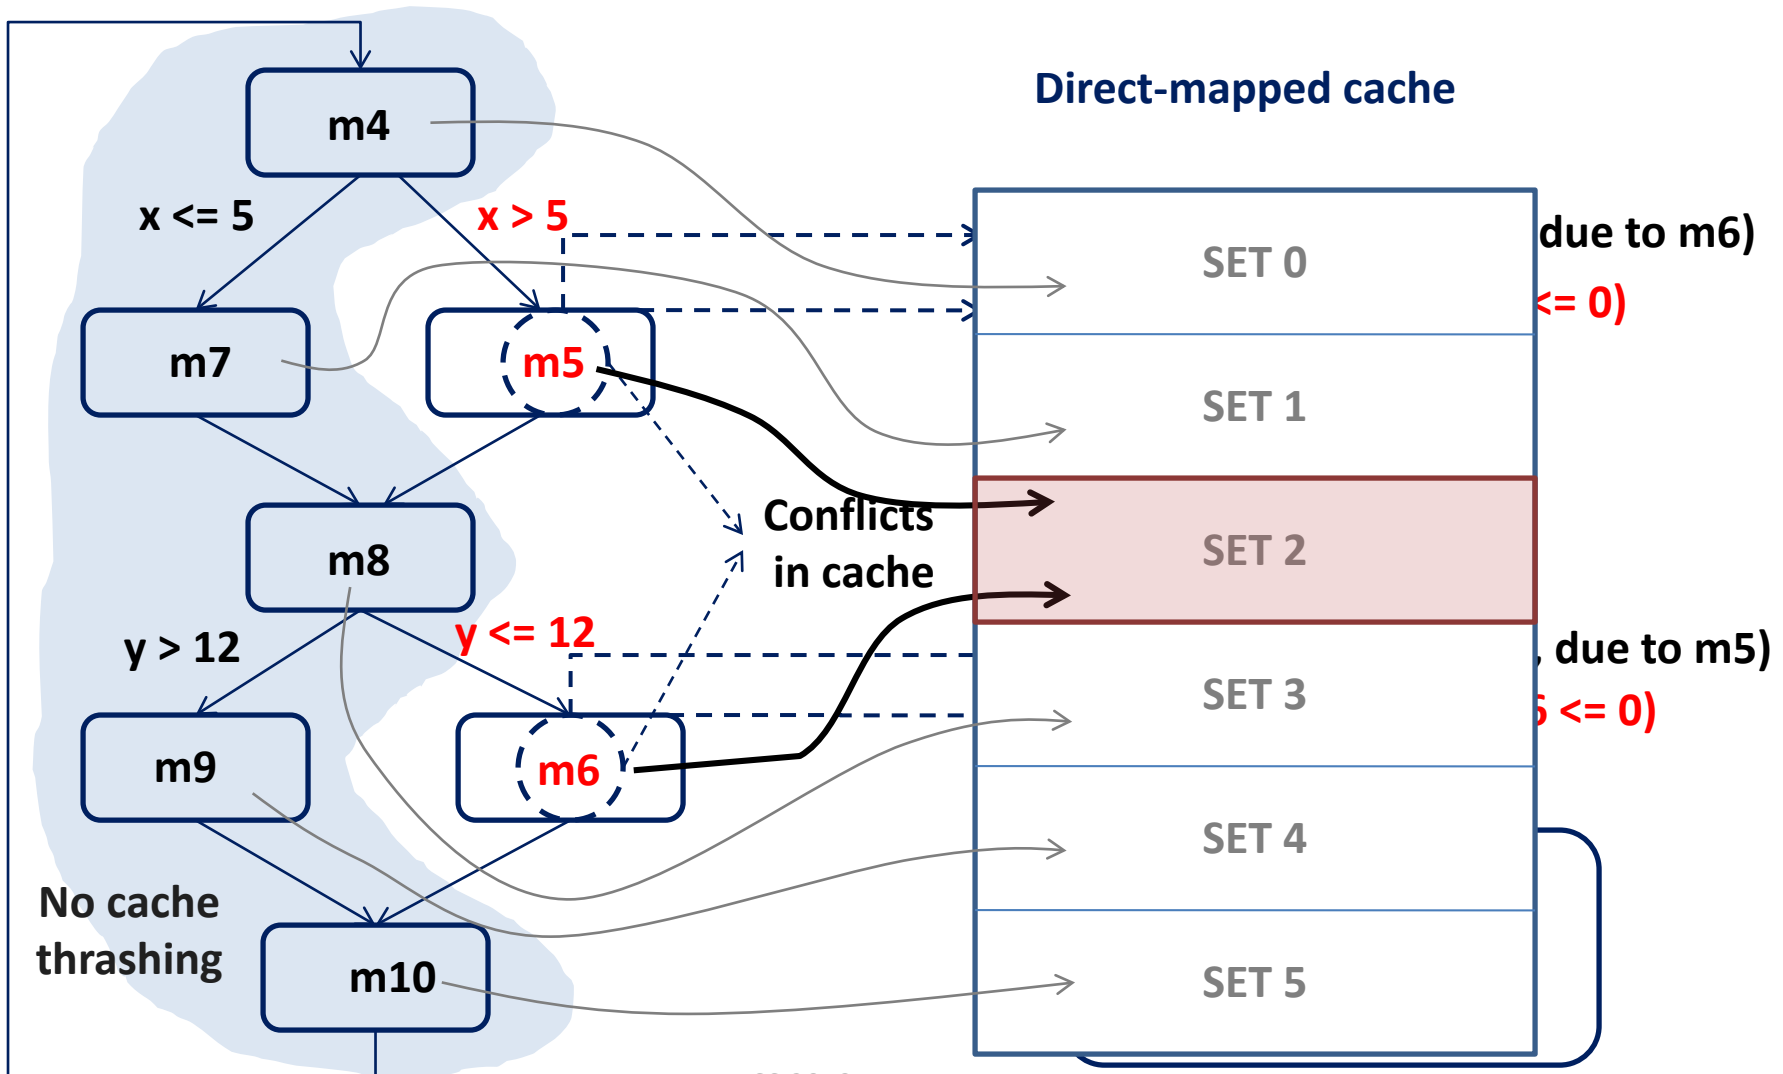 Direct-mapped cache
m4
x <= 5
x > 5
due to m6)
SET 0
<= 0)
m7
m5
SET 1
Conflicts
in cache
SET 2
m8
y > 12
y <= 12
due to m5)
SET 3
<= 0)
m9
m6
SET 4
No cache
thrashing
m10
SET 5